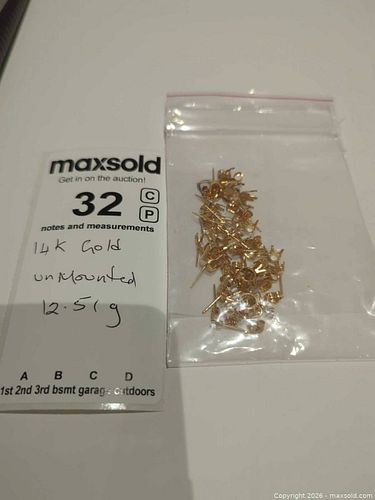 maxsold
Get in on the auction!
32
C
P
notes and measurements
14K Gold
unmounted
12.51g
A B C D
1st 2nd 3rd bsmt garage outdoors
Copyright 2026 - maxsold.com